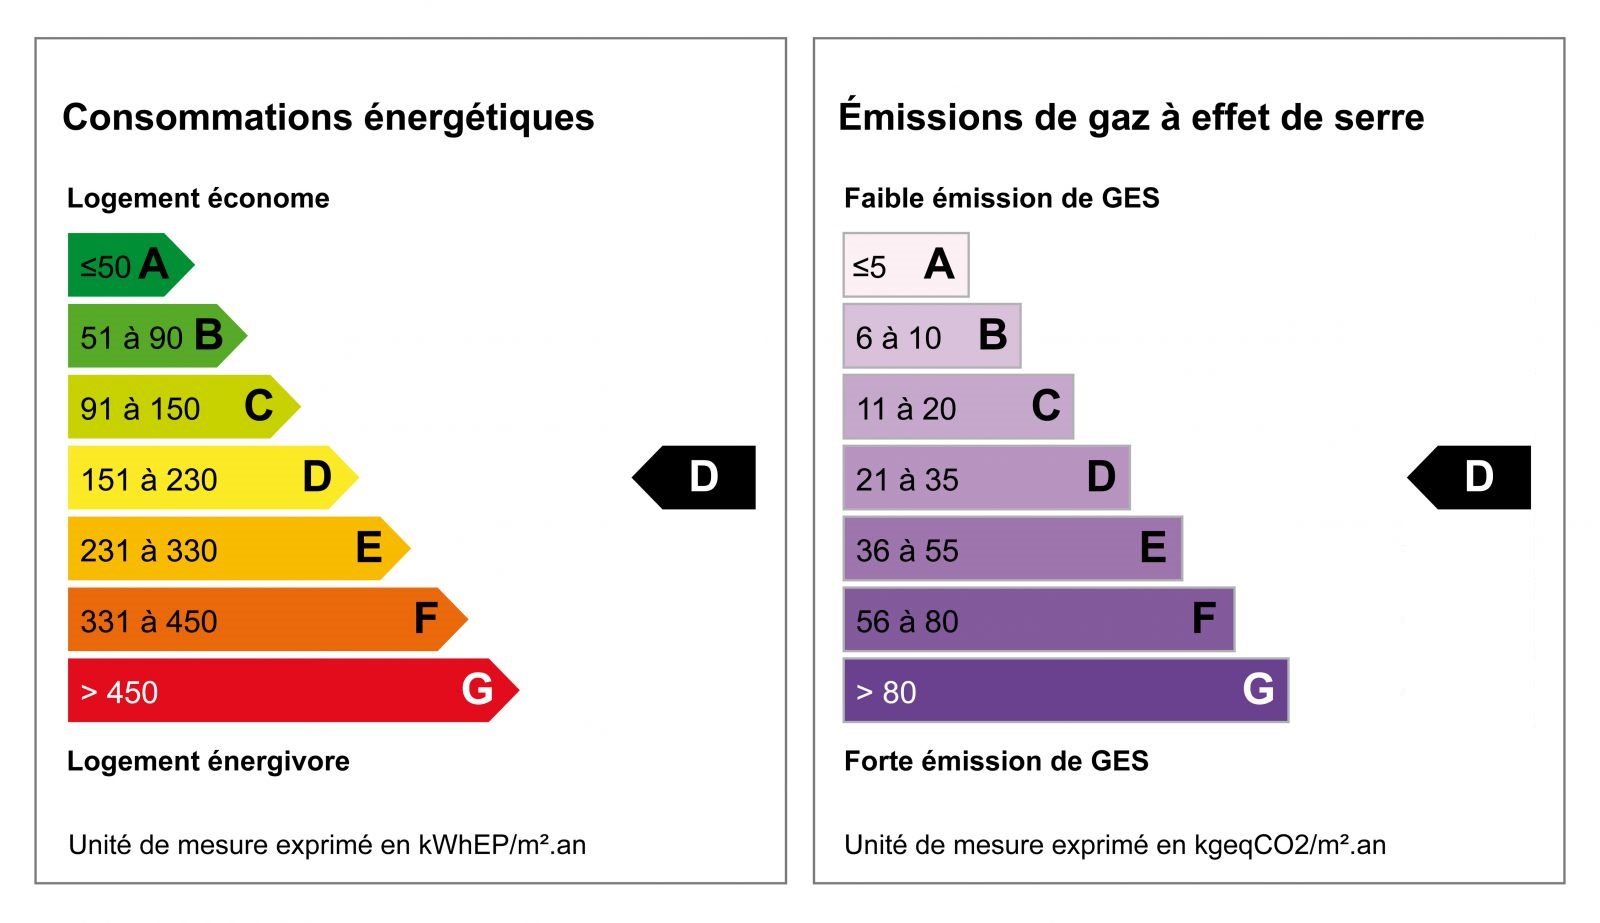 Consommations énergétiques
Logement économe
≤50 A
51 à 90 B
91 à 150 C
151 à 230 D
D
231 à 330 E
331 à 450 F
> 450 G
Logement énergivore
Unité de mesure exprimé en kWhEP/m².an
Émissions de gaz à effet de serre
Faible émission de GES
≤5 A
6 à 10 B
11 à 20 C
21 à 35 D
D
36 à 55 E
56 à 80 F
> 80 G
Forte émission de GES
Unité de mesure exprimé en kgeqCO2/m².an